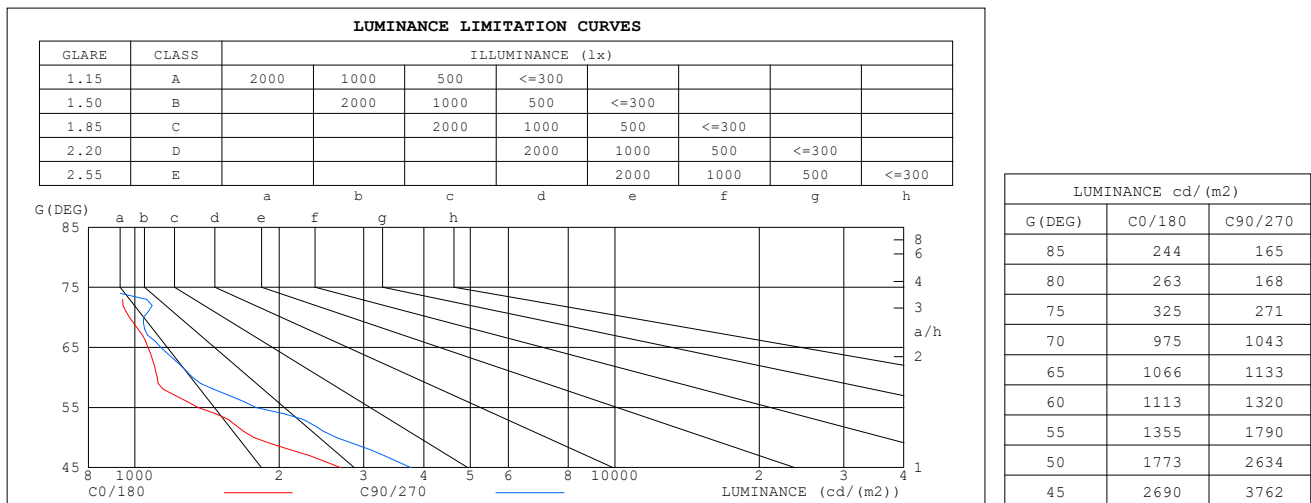 LUMINANCE LIMITATION CURVES
GLARE CLASS ILLUMINANCE (lx)
1.15 A 2000 1000 500 <=300
1.50 B 2000 1000 500 <=300
1.85 C 2000 1000 500 <=300
2.20 D 2000 1000 500 <=300
2.55 E 2000 1000 500 <=300
a b c d e f g h
G(DEG)
a b c d e f g h
85
75
65
55
45
8
6
4
3
a/h
2
1
8 1000 2 3 4 5 6 8 10000 2 3 4
C0/180 C90/270 LUMINANCE (cd/(m2))
LUMINANCE cd/(m2)
G(DEG) C0/180 C90/270
85 244 165
80 263 168
75 325 271
70 975 1043
65 1066 1133
60 1113 1320
55 1355 1790
50 1773 2634
45 2690 3762